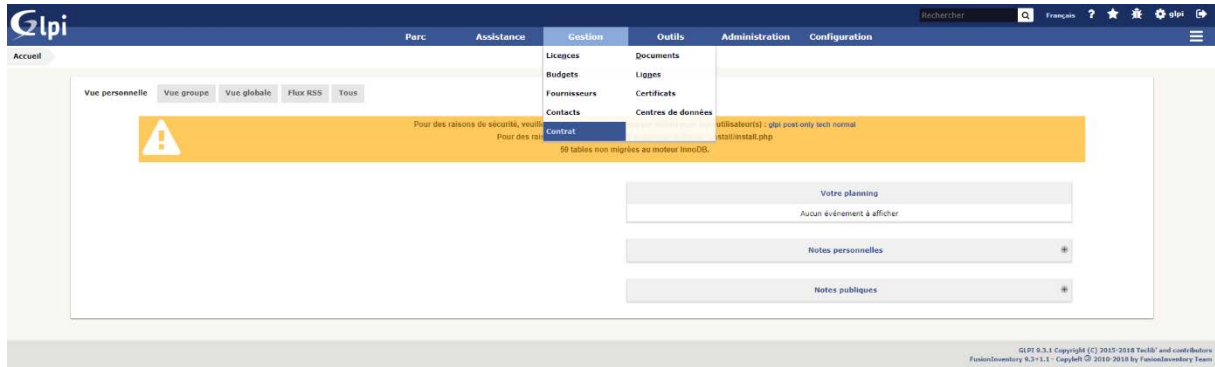 Glpi
Rechercher Français ? glpi
Parc Assistance Gestion Outils Administration Configuration
Accueil
Licences Documents
Budgets Lignes
Fournisseurs Certificats
Contacts Centres de données
Contrat
Vue personnelle Vue groupe Vue globale Flux RSS Tous
Pour des raisons de sécurité, veuill utilisateur(s) : glpi post-only tech normal
Pour des rai install/install.php
59 tables non migrées au moteur InnoDB.
Votre planning
Aucun événement à afficher
Notes personnelles
Notes publiques
GLPI 9.3.1 Copyright (C) 2015-2018 Teclib' and contributors
FusionInventory 9.3+1.1 - Copyleft 2010-2018 by FusionInventory Team